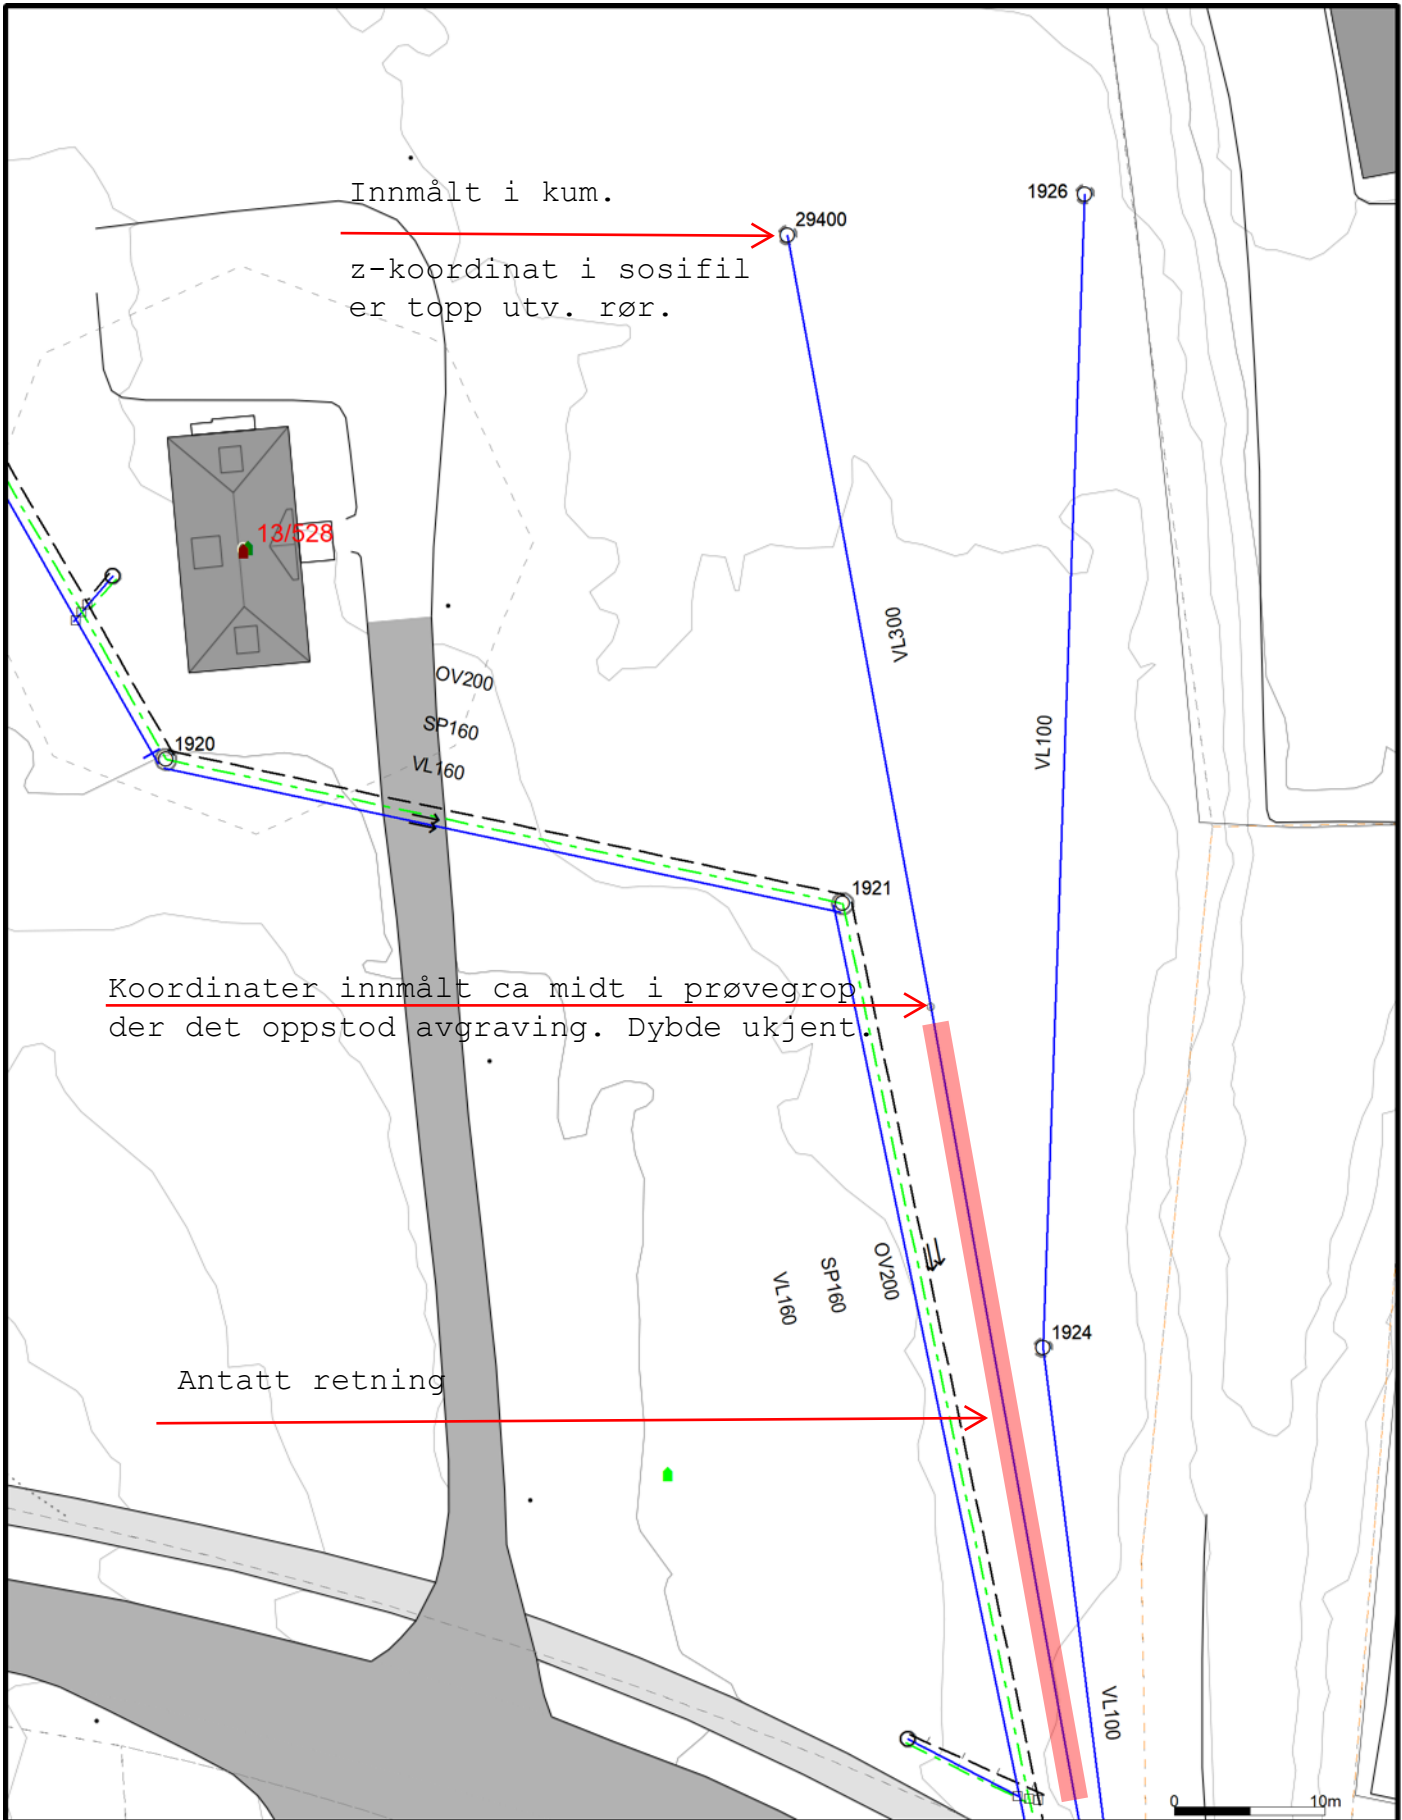 Innmålt i kum.
1926
29400
z-koordinat i sosifil
er topp utv. rør.
13/528
VL300
OV200
SP160
VL160
VL100
1920
1921
Koordinater innmålt ca midt i prøvegrop
der det oppstod avgraving. Dybde ukjent.
OV200
SP160
VL160
1924
Antatt retning
VL100
0
10m